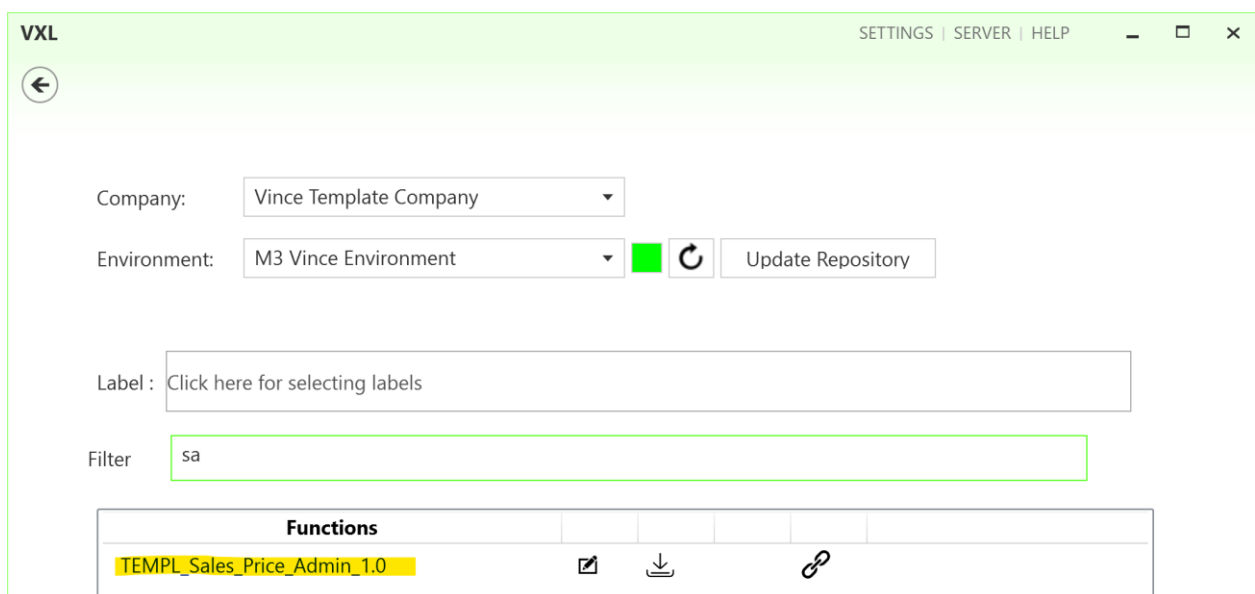 VXL SETTINGS | SERVER | HELP
Company: Vince Template Company
Environment: M3 Vince Environment Update Repository
Label : Click here for selecting labels
Filter sa
Functions
TEMPL_Sales_Price_Admin_1.0